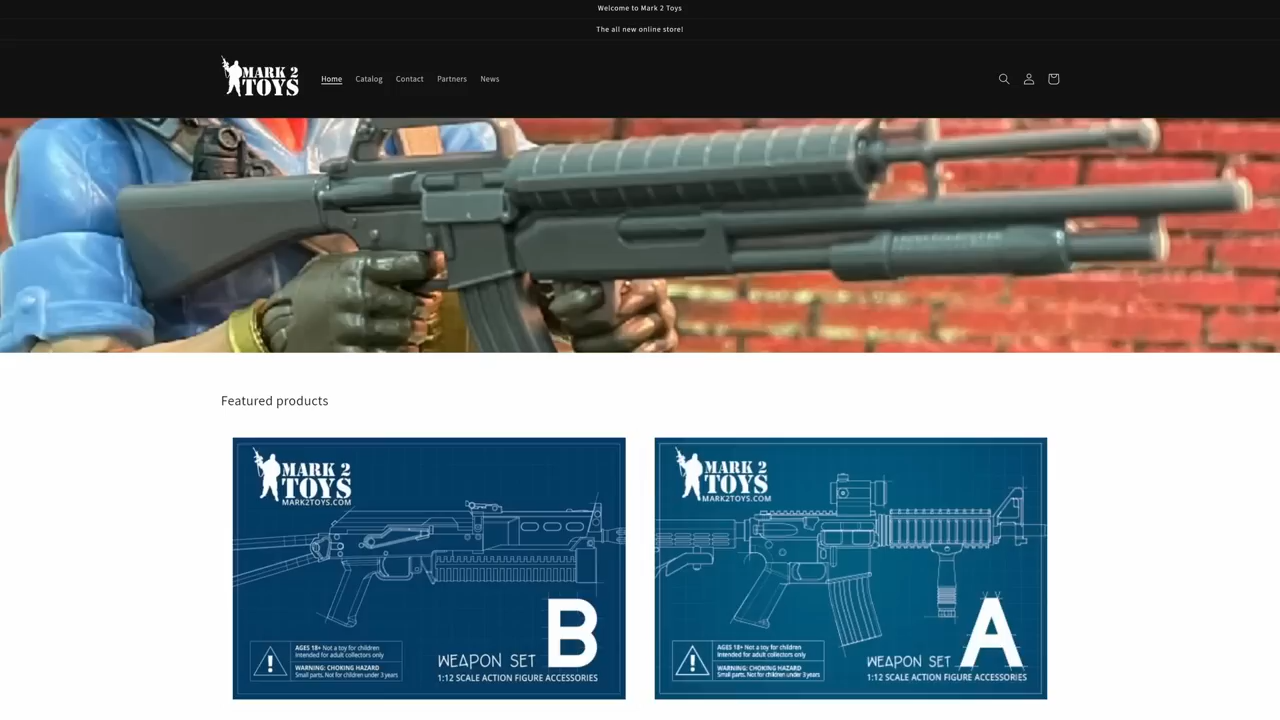 Welcome to Mark 2 Toys
The all new online store!
MARK 2
TOYS
Home
Catalog
Contact
Partners
News
Featured products
MARK 2
TOYS
MARK2TOYS.COM
AGES 18+ Not a toy for children
Intended for adult collectors only
WARNING: CHOKING HAZARD
Small parts. Not for children under 3 years
WEAPON SET B
1:12 SCALE ACTION FIGURE ACCESSORIES
MARK 2
TOYS
MARK2TOYS.COM
AGES 18+ Not a toy for children
Intended for adult collectors only
WARNING: CHOKING HAZARD
Small parts. Not for children under 3 years
WEAPON SET A
1:12 SCALE ACTION FIGURE ACCESSORIES